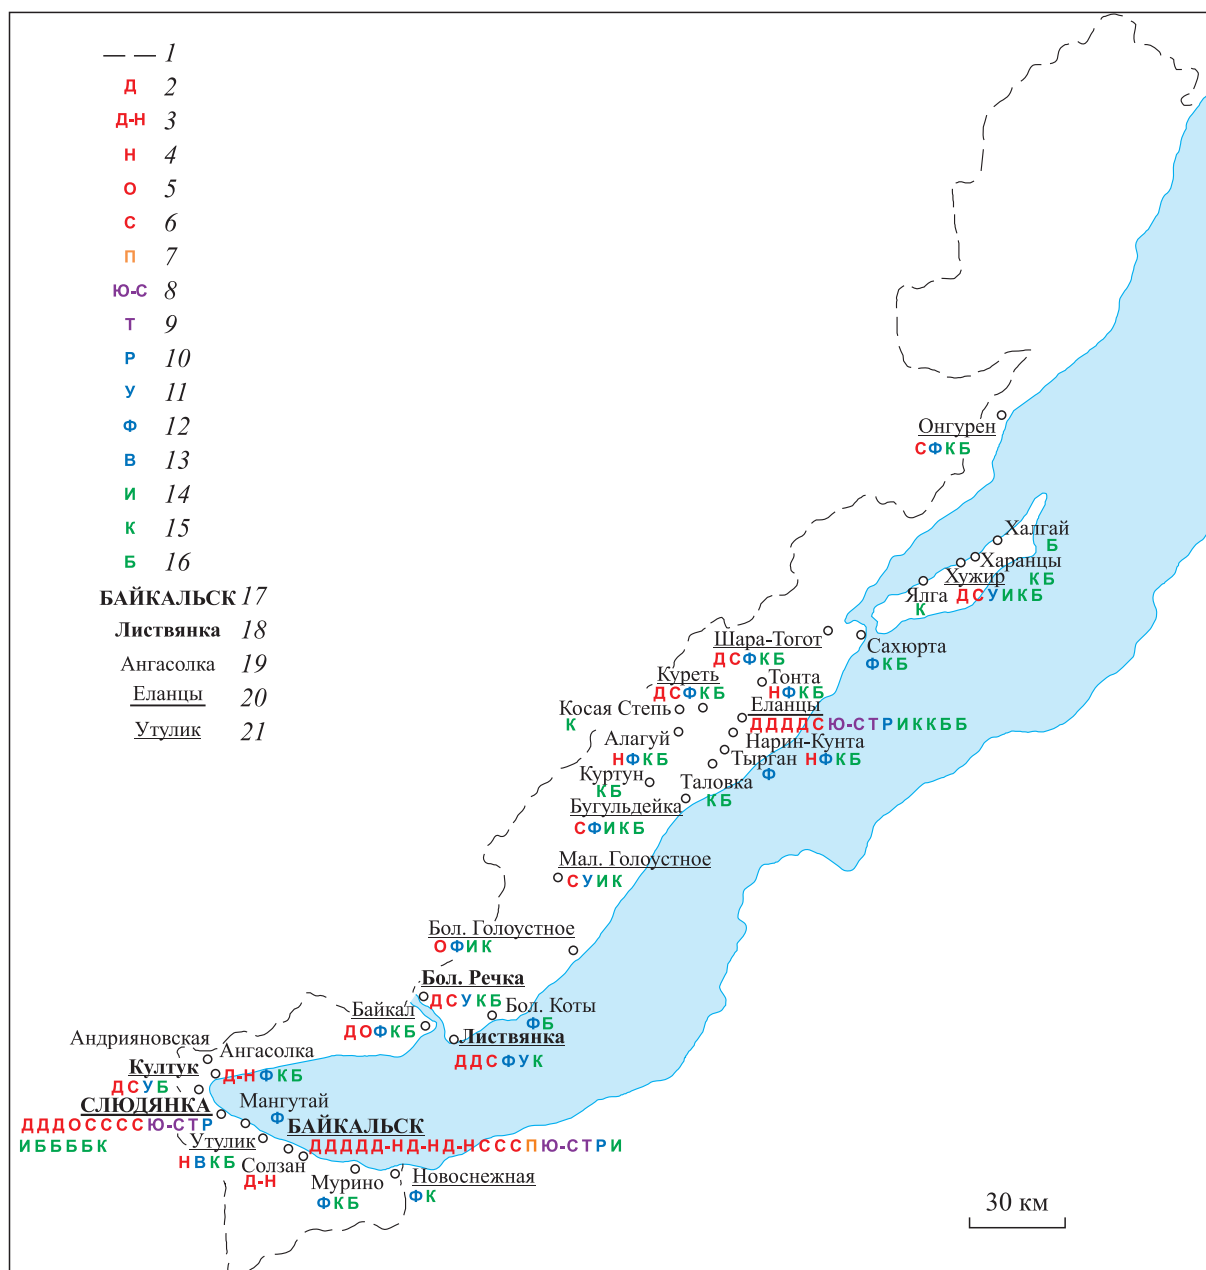 1
Д 2
Д-Н 3
Н 4
О 5
С 6
П 7
Ю-С 8
Т 9
Р 10
У 11
Ф 12
В 13
И 14
К 15
Б 16
БАЙКАЛЬСК 17
Листвянка 18
Ангасолка 19
Еланцы 20
Утулик 21
Онгурен
СФКБ
Халгай
Б
Харанцы
КБ
Хужир
ДСУИКБ
Ялга
К
Шара-Тогот
ДСФКБ
Сахюрта
ФКБ
Куреть
ДСФКБ
Тонта
НФКБ
Еланцы
ДДДДСЮ-СТРИККББ
Косая Степь
К
Алагуй
НФКБ
Нарин-Кунта
НФКБ
Тырган
Ф
Куртун
КБ
Таловка
КБ
Бугульдейка
СФИКБ
Мал. Голоустное
СУИК
Бол. Голоустное
ОФИК
Бол. Речка
ДСУКБ
Байкал
ДОФКБ
Бол. Коты
ФБ
Листвянка
ДДСФУК
Андрияновская
Ангасолка
Д-НФКБ
Култук
ДСУБ
СЛЮДЯНКА
ДДДОССССЮ-СТР
ИББББК
Мангутай
Ф
БАЙКАЛЬСК
ДДДДД-НД-НД-НСССПЮ-СТРИ
Утулик
НВКБ
Солзан
Д-Н
Мурино
ФКБ
Новоснежная
ФК
30 км